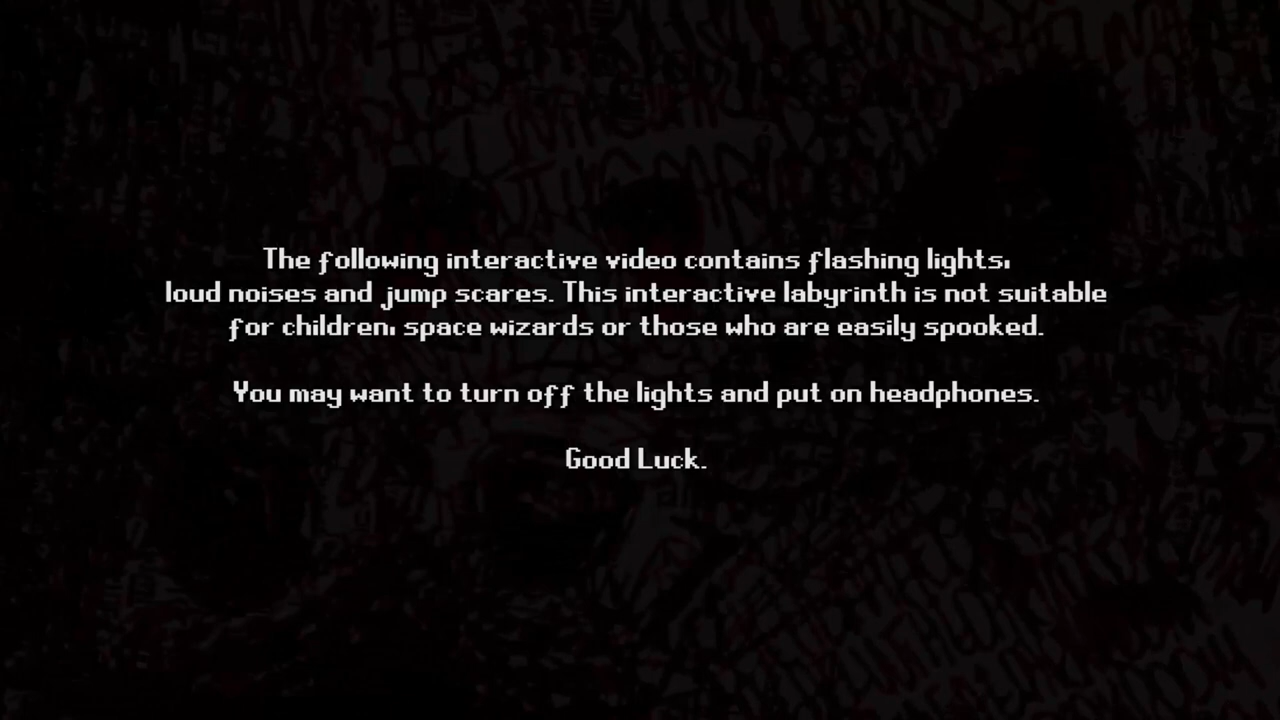 The following interactive video contains flashing lights,
loud noises and jump scares. This interactive labyrinth is not suitable
for children, space wizards or those who are easily spooked.
You may want to turn off the lights and put on headphones.
Good Luck.